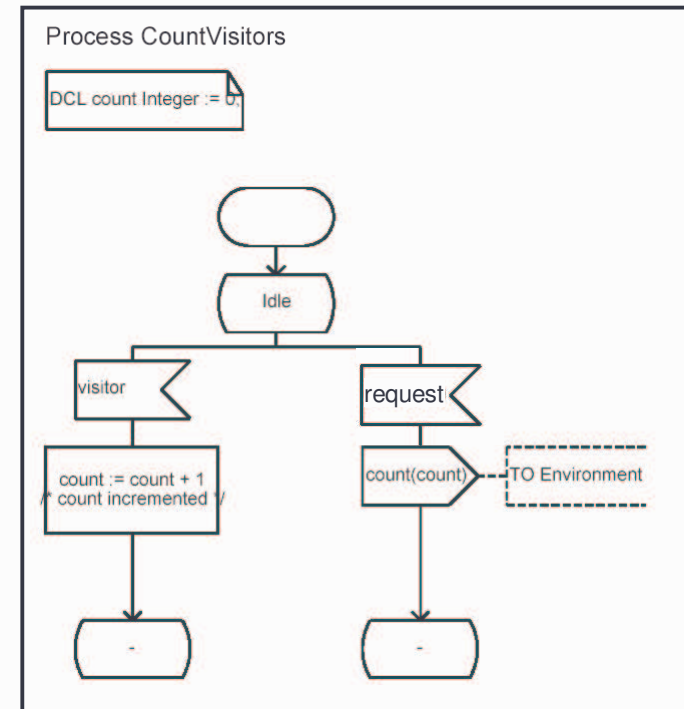 Process CountVisitors
DCL count Integer := 0;
Idle
visitor
request
count := count + 1
/* count incremented */
count(count)
TO Environment
-
-